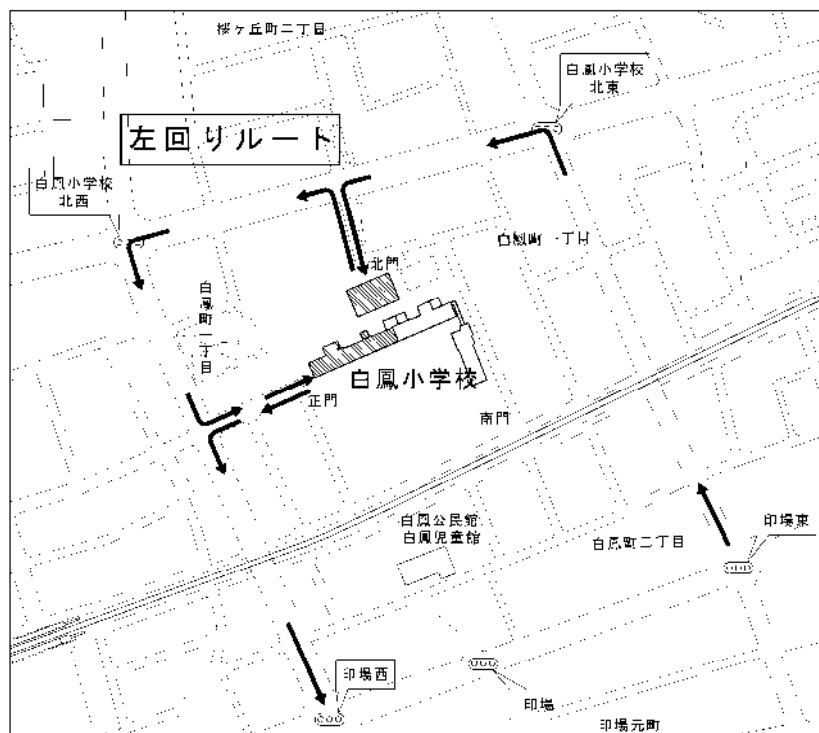 桜ヶ丘町二丁目
白鳳小学校
北東
左回りルート
白鳳小学校
北西
白鳳町一丁目
北門
白鳳町一丁目
白鳳小学校
正門
南門
白鳳公民館
白鳳児童館
白鳳町二丁目
印場東
印場西
印場
印場元町